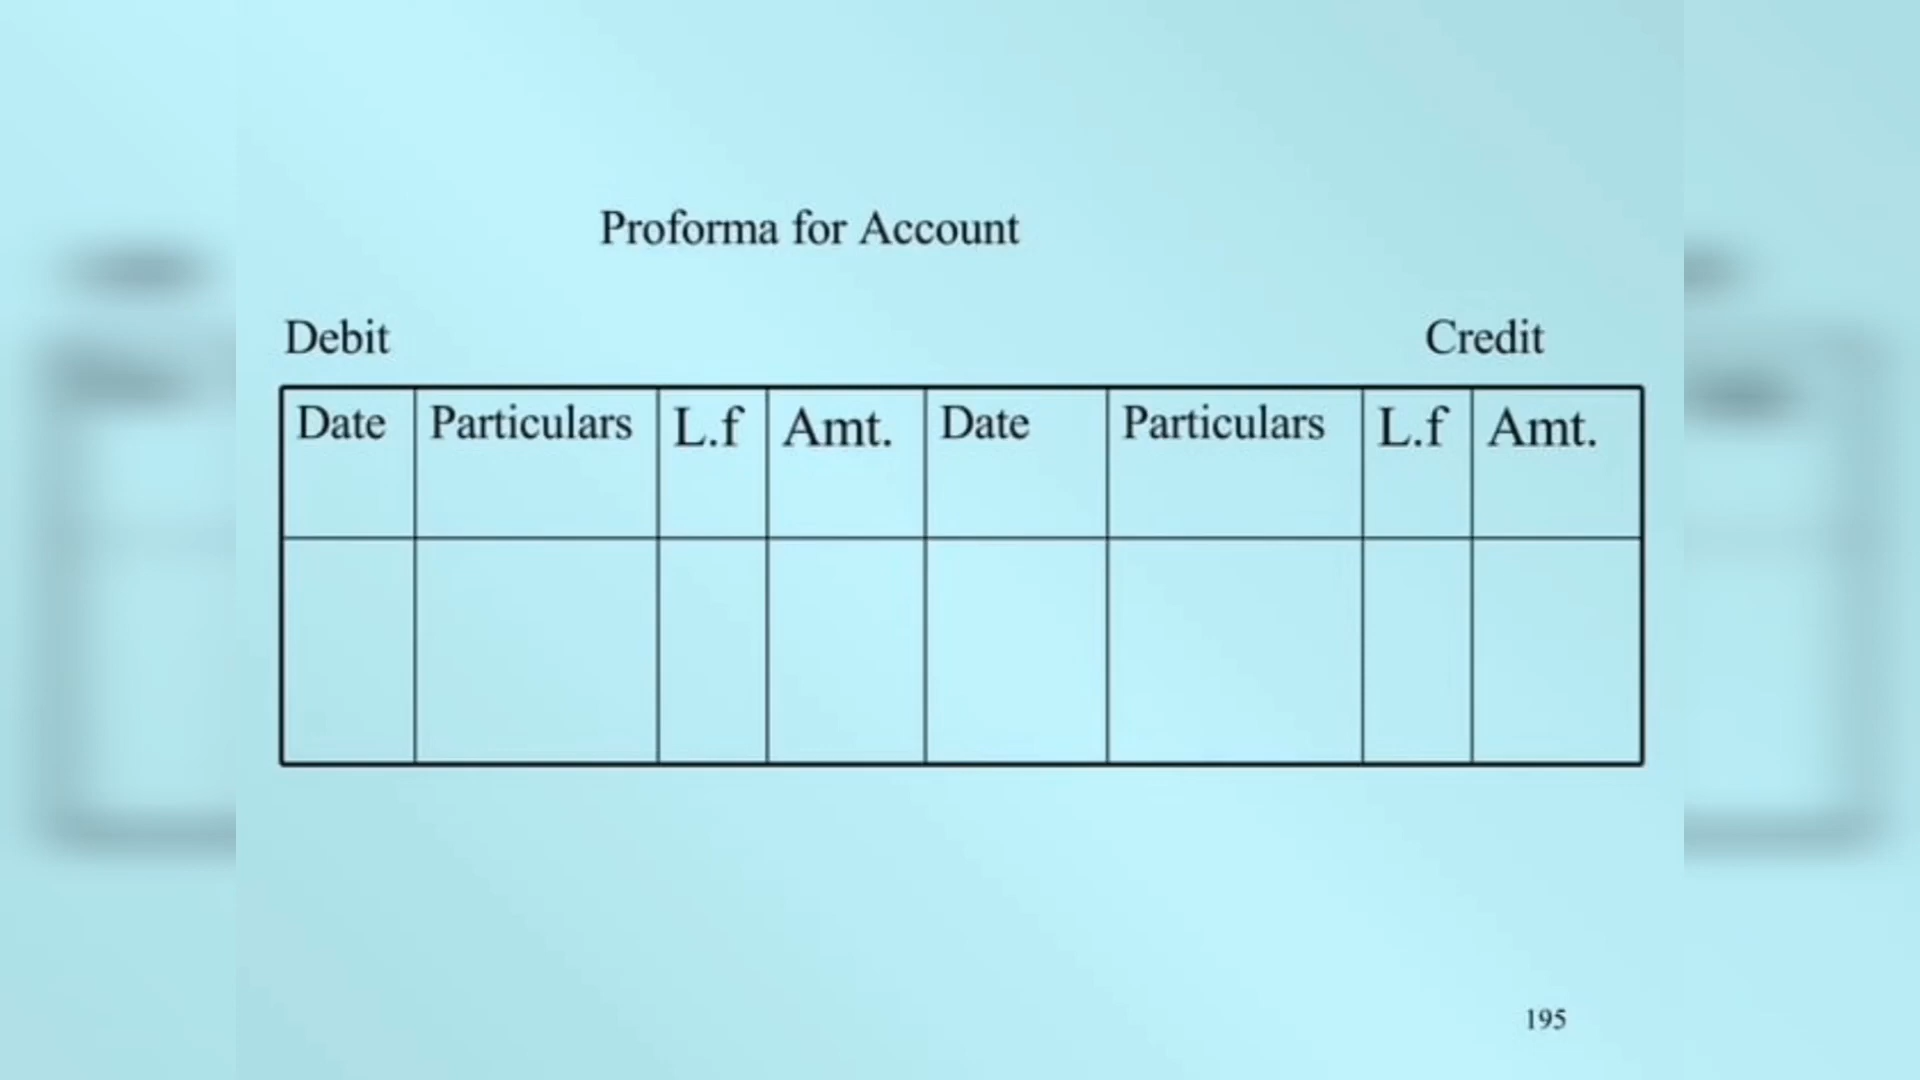 Proforma for Account
Debit Credit
Date Particulars L.f Amt. Date Particulars L.f Amt.
195